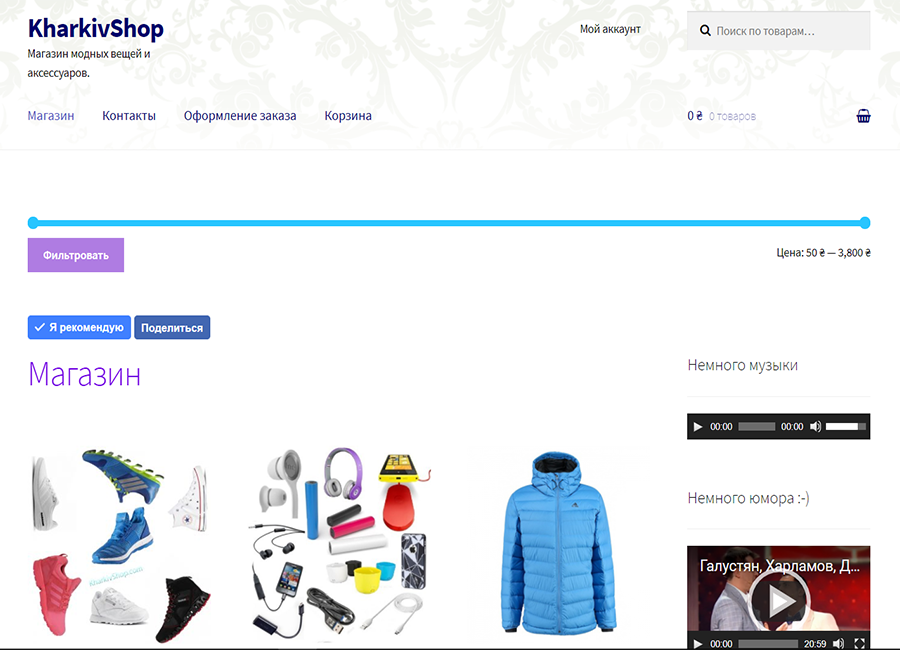 KharkivShop
Магазин модных вещей и
аксессуаров.
Мой аккаунт
Поиск по товарам…
Магазин
Контакты
Оформление заказа
Корзина
0 ₴ 0 товаров
Фильтровать
Цена: 50 ₴ — 3,800 ₴
Я рекомендую
Поделиться
Магазин
Немного музыки
00:00
00:00
Немного юмора :-)
KharkivShop.com
Галустян, Харламов, Д...
00:00
20:59